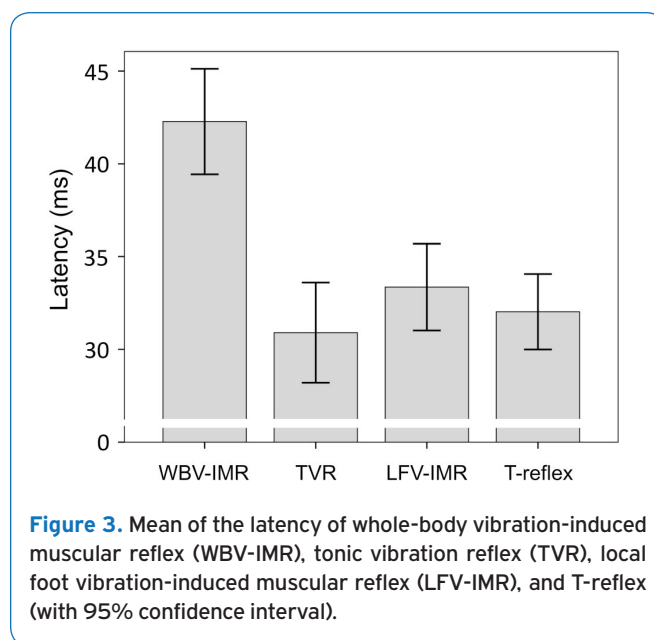 45
40
35
30
0
Latency (ms)
WBV-IMR TVR LFV-IMR T-reflex
Figure 3. Mean of the latency of whole-body vibration-induced
muscular reflex (WBV-IMR), tonic vibration reflex (TVR), local
foot vibration-induced muscular reflex (LFV-IMR), and T-reflex
(with 95% confidence interval).